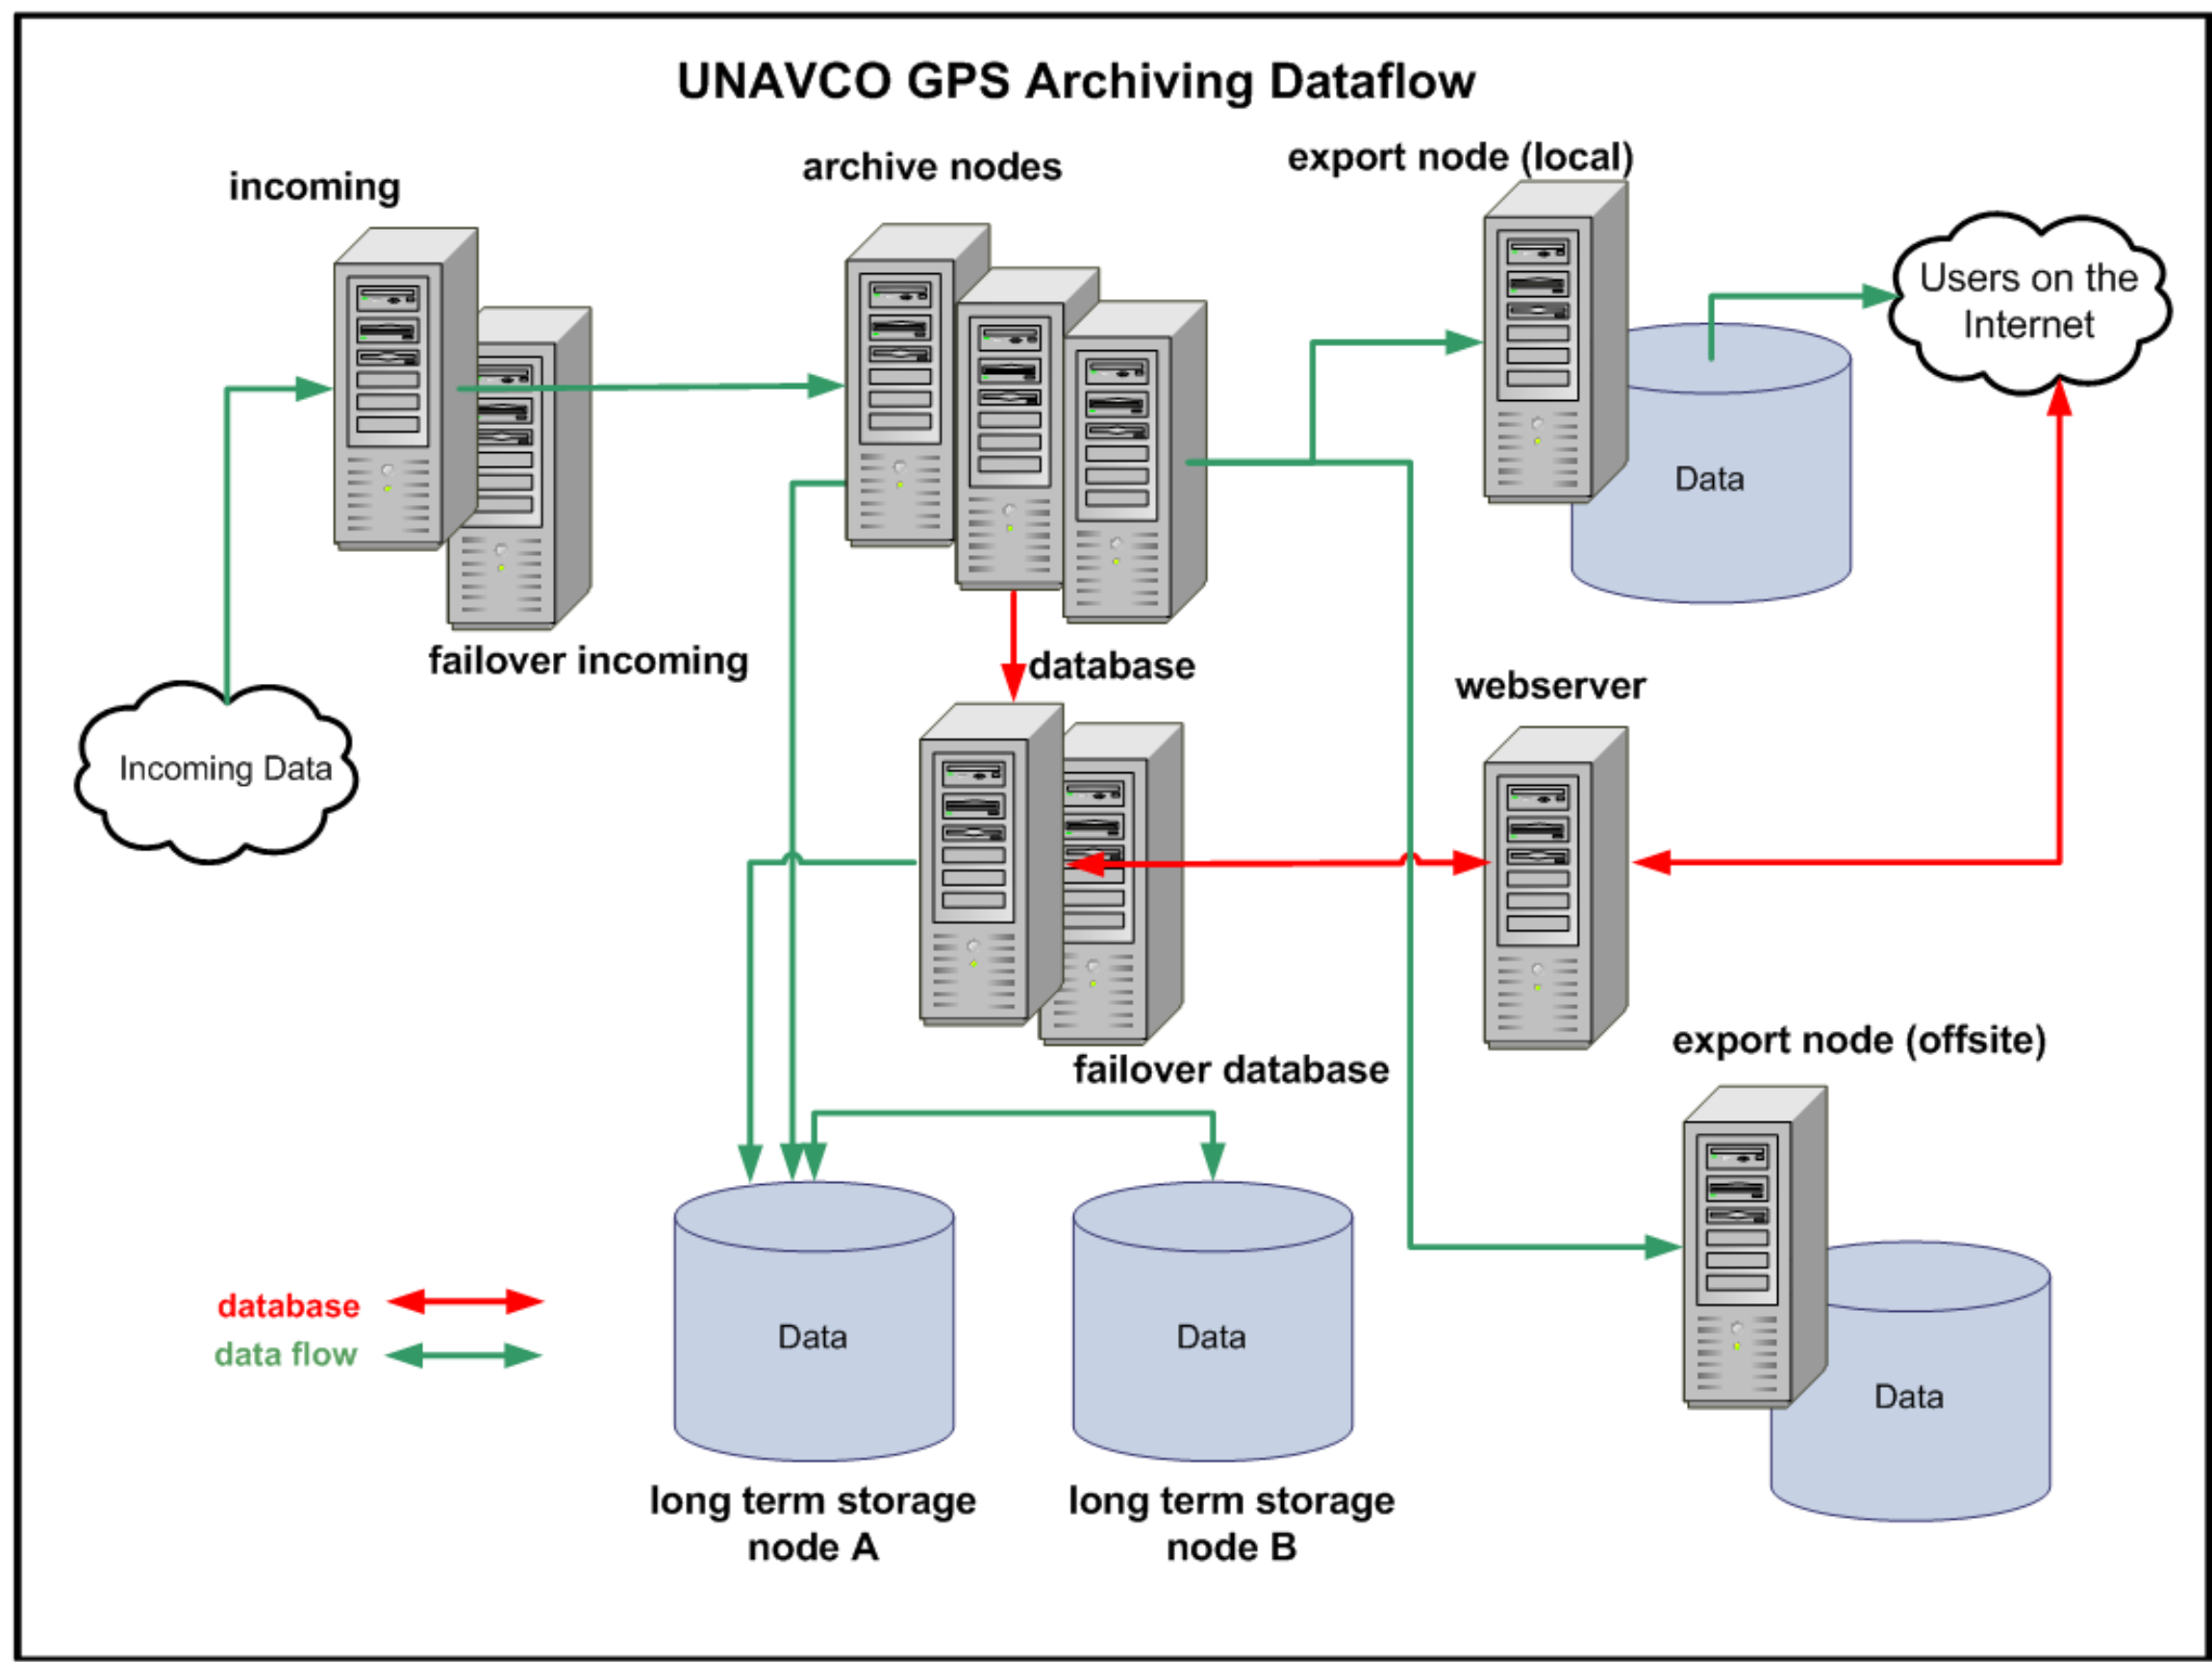 UNAVCO GPS Archiving Dataflow
incoming
archive nodes
export node (local)
Users on the
Internet
Data
failover incoming
database
webserver
Incoming Data
export node (offsite)
failover database
database
data flow
Data
Data
Data
long term storage
node A
long term storage
node B